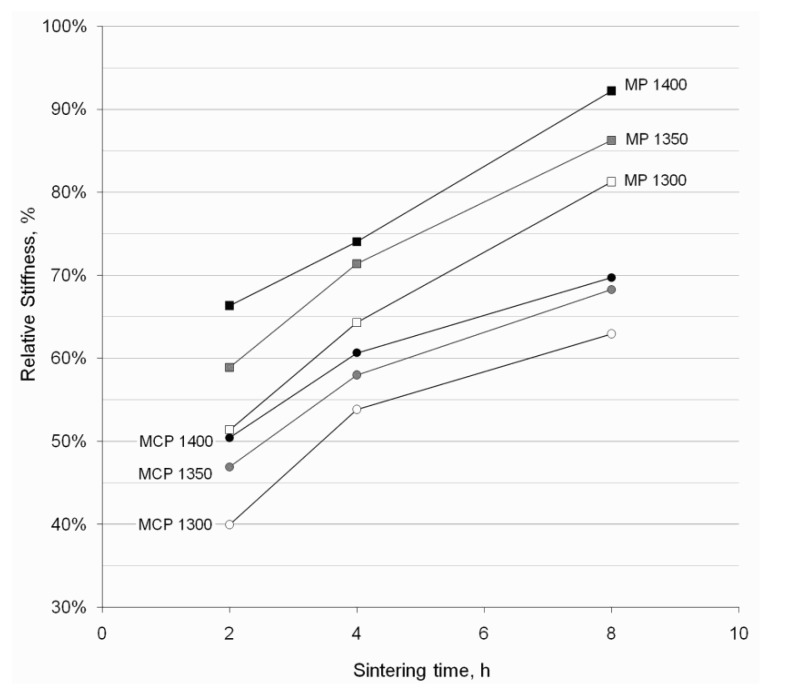 100%
90%
80%
70%
60%
50%
40%
30%
Relative Stiffness, %
MP 1400
MP 1350
MP 1300
MCP 1400
MCP 1350
MCP 1300
0 2 4 6 8 10
Sintering time, h